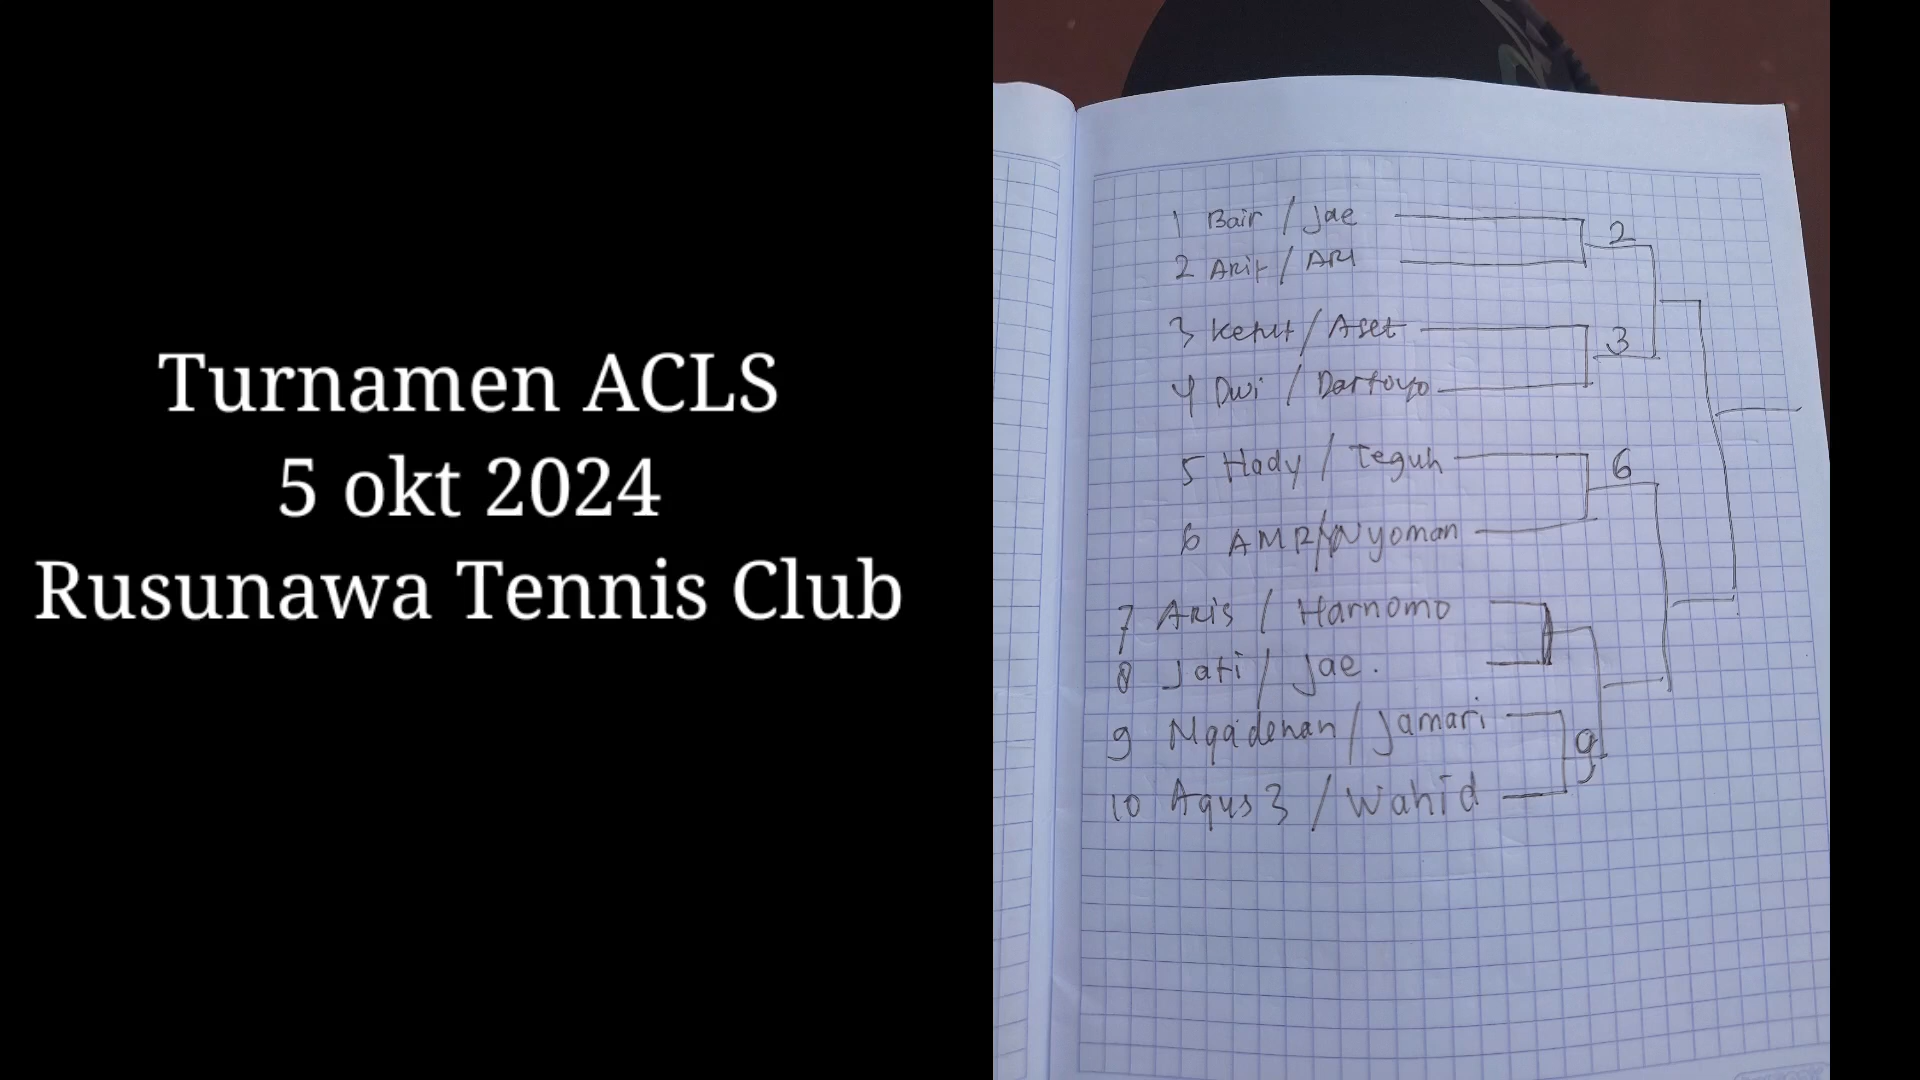 Turnamen ACLS
5 okt 2024
Rusunawa Tennis Club
1 Bair / Jae
2
2 Arif / ARI
3 Ketut / Aset
3
4 Dwi / Dartoyo
5 Hady / Teguh
6
6 AMR/Nyoman
7 ARis / Harnomo
8 Jati / Jae.
9 Ngadenan / Jamari
9
10 Agus 3 / Wahid